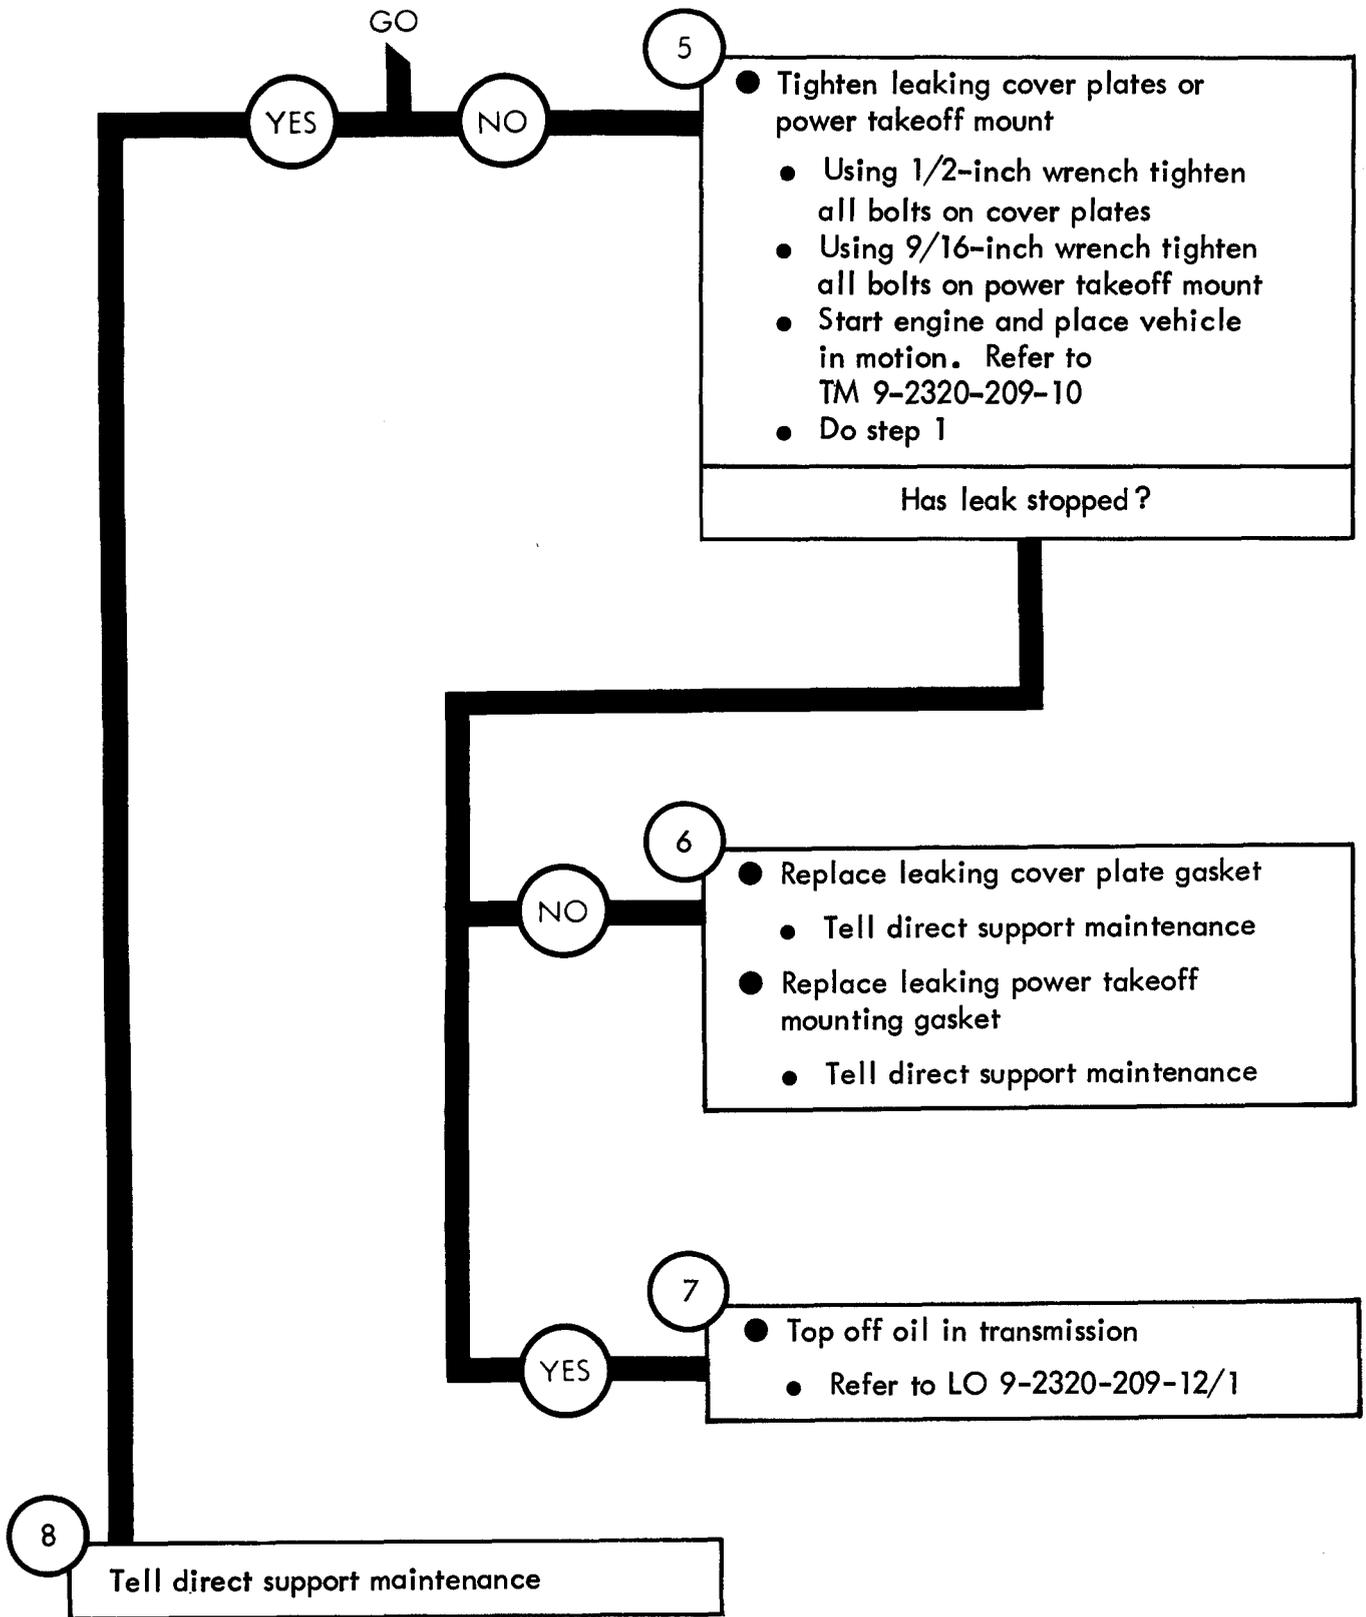 GO
YES
NO
5
● Tighten leaking cover plates or
power takeoff mount
● Using 1/2-inch wrench tighten
all bolts on cover plates
● Using 9/16-inch wrench tighten
all bolts on power takeoff mount
● Start engine and place vehicle
in motion. Refer to
TM 9-2320-209-10
● Do step 1
Has leak stopped?
NO
6
● Replace leaking cover plate gasket
● Tell direct support maintenance
● Replace leaking power takeoff
mounting gasket
● Tell direct support maintenance
YES
7
● Top off oil in transmission
● Refer to LO 9-2320-209-12/1
8
Tell direct support maintenance